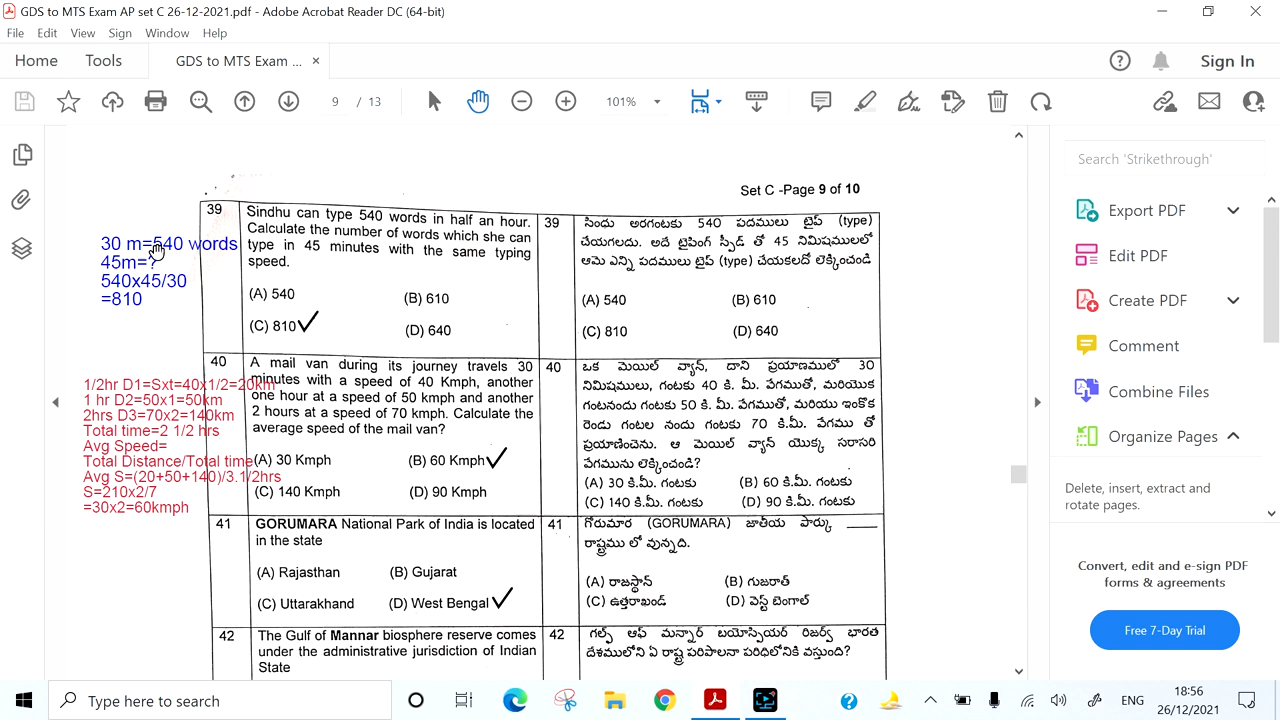 GDS to MTS Exam AP set C 26-12-2021.pdf - Adobe Acrobat Reader DC (64-bit)
File Edit View Sign Window Help
Home Tools GDS to MTS Exam ... ×
Sign In
9 / 13
101%
Search 'Strikethrough'
Export PDF
Edit PDF
Create PDF
Comment
Combine Files
Organize Pages
Delete, insert, extract and
rotate pages.
Convert, edit and e-sign PDF
forms & agreements
Free 7-Day Trial
Set C -Page 9 of 10
30 m=540 words
45m=?
540x45/30
=810
39 Sindhu can type 540 words in half an hour.
Calculate the number of words which she can
type in 45 minutes with the same typing
speed.
(A) 540 (B) 610
(C) 810 (D) 640
39 సిందు అరగంటకు 540 పదములు టైప్ (type)
చేయగలదు. అదే టైపింగ్ స్పీడ్ తో 45 నిమిషములలో
ఆమె ఎన్ని పదములు టైప్ (type) చేయకలదో లెక్కించండి
(A) 540 (B) 610
(C) 810 (D) 640
1/2hr D1=Sxt=40x1/2=20km
1 hr D2=50x1=50km
2hrs D3=70x2=140km
Total time=2 1/2 hrs
Avg Speed=
Total Distance/Total time
Avg S=(20+50+140)/3.1/2hrs
S=210x2/7
=30x2=60kmph
40 A mail van during its journey travels 30
minutes with a speed of 40 Kmph, another
one hour at a speed of 50 kmph and another
2 hours at a speed of 70 kmph. Calculate the
average speed of the mail van?
(A) 30 Kmph (B) 60 Kmph
(C) 140 Kmph (D) 90 Kmph
40 ఒక మెయిల్ వ్యాన్, దాని ప్రయాణములో 30
నిమిషములు, గంటకు 40 కి. మీ. వేగముతో, మరియొక
గంటనందు గంటకు 50 కి.మీ. వేగముతో, మరియు ఇంకొక
రెండు గంటల నందు గంటకు 70 కి.మీ. వేగము తో
ప్రయాణించెను. ఆ మెయిల్ వ్యాన్ యొక్క సరాసరి
వేగమును లెక్కించండి?
(A) 30 కి.మీ. గంటకు (B) 60 కి.మీ. గంటకు
(C) 140 కి.మీ. గంటకు (D) 90 కి.మీ. గంటకు
41 GORUMARA National Park of India is located
in the state
(A) Rajasthan (B) Gujarat
(C) Uttarakhand (D) West Bengal
41 గోరుమార (GORUMARA) జాతీయ పార్కు ____
రాష్ట్రము లో వున్నది.
(A) రాజస్థాన్ (B) గుజరాత్
(C) ఉత్తరాఖండ్ (D) వెస్ట్ బెంగాల్
42 The Gulf of Mannar biosphere reserve comes
under the administrative jurisdiction of Indian
State
42 గల్ఫ్ ఆఫ్ మన్నార్ బయోస్పియర్ రిజర్వ్ భారత
దేశములోని ఏ రాష్ట్ర పరిపాలనా పరిధిలోనికి వస్తుంది?
Type here to search
ENG
18:56
26/12/2021